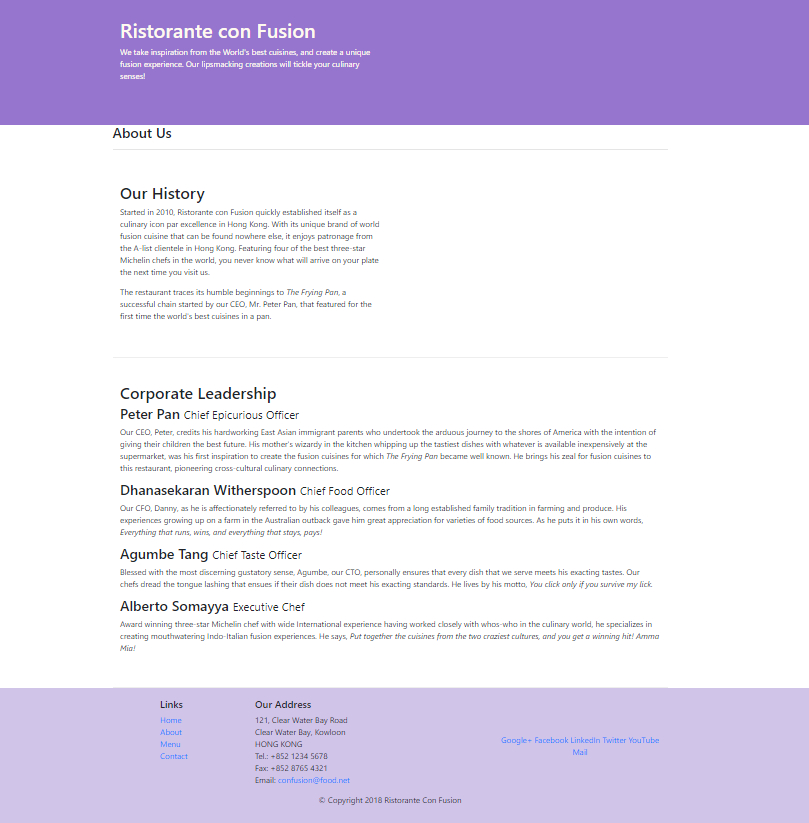 Ristorante con Fusion
We take inspiration from the World's best cuisines, and create a unique
fusion experience. Our lipsmacking creations will tickle your culinary
senses!
About Us
Our History
Started in 2010, Ristorante con Fusion quickly established itself as a
culinary icon par excellence in Hong Kong. With its unique brand of world
fusion cuisine that can be found nowhere else, it enjoys patronage from
the A-list clientele in Hong Kong. Featuring four of the best three-star
Michelin chefs in the world, you never know what will arrive on your plate
the next time you visit us.
The restaurant traces its humble beginnings to The Frying Pan, a
successful chain started by our CEO, Mr. Peter Pan, that featured for the
first time the world's best cuisines in a pan.
Corporate Leadership
Peter Pan Chief Epicurious Officer
Our CEO, Peter, credits his hardworking East Asian immigrant parents who undertook the arduous journey to the shores of America with the intention of
giving their children the best future. His mother's wizardy in the kitchen whipping up the tastiest dishes with whatever is available inexpensively at the
supermarket, was his first inspiration to create the fusion cuisines for which The Frying Pan became well known. He brings his zeal for fusion cuisines to
this restaurant, pioneering cross-cultural culinary connections.
Dhanasekaran Witherspoon Chief Food Officer
Our CFO, Danny, as he is affectionately referred to by his colleagues, comes from a long established family tradition in farming and produce. His
experiences growing up on a farm in the Australian outback gave him great appreciation for varieties of food sources. As he puts it in his own words,
Everything that runs, wins, and everything that stays, pays!
Agumbe Tang Chief Taste Officer
Blessed with the most discerning gustatory sense, Agumbe, our CTO, personally ensures that every dish that we serve meets his exacting tastes. Our
chefs dread the tongue lashing that ensues if their dish does not meet his exacting standards. He lives by his motto, You click only if you survive my lick.
Alberto Somayya Executive Chef
Award winning three-star Michelin chef with wide International experience having worked closely with whos-who in the culinary world, he specializes in
creating mouthwatering Indo-Italian fusion experiences. He says, Put together the cuisines from the two craziest cultures, and you get a winning hit! Amma
Mia!
Links
Home
About
Menu
Contact
Our Address
121, Clear Water Bay Road
Clear Water Bay, Kowloon
HONG KONG
Tel.: +852 1234 5678
Fax: +852 8765 4321
Email: confusion@food.net
Google+ Facebook LinkedIn Twitter YouTube
Mail
© Copyright 2018 Ristorante Con Fusion